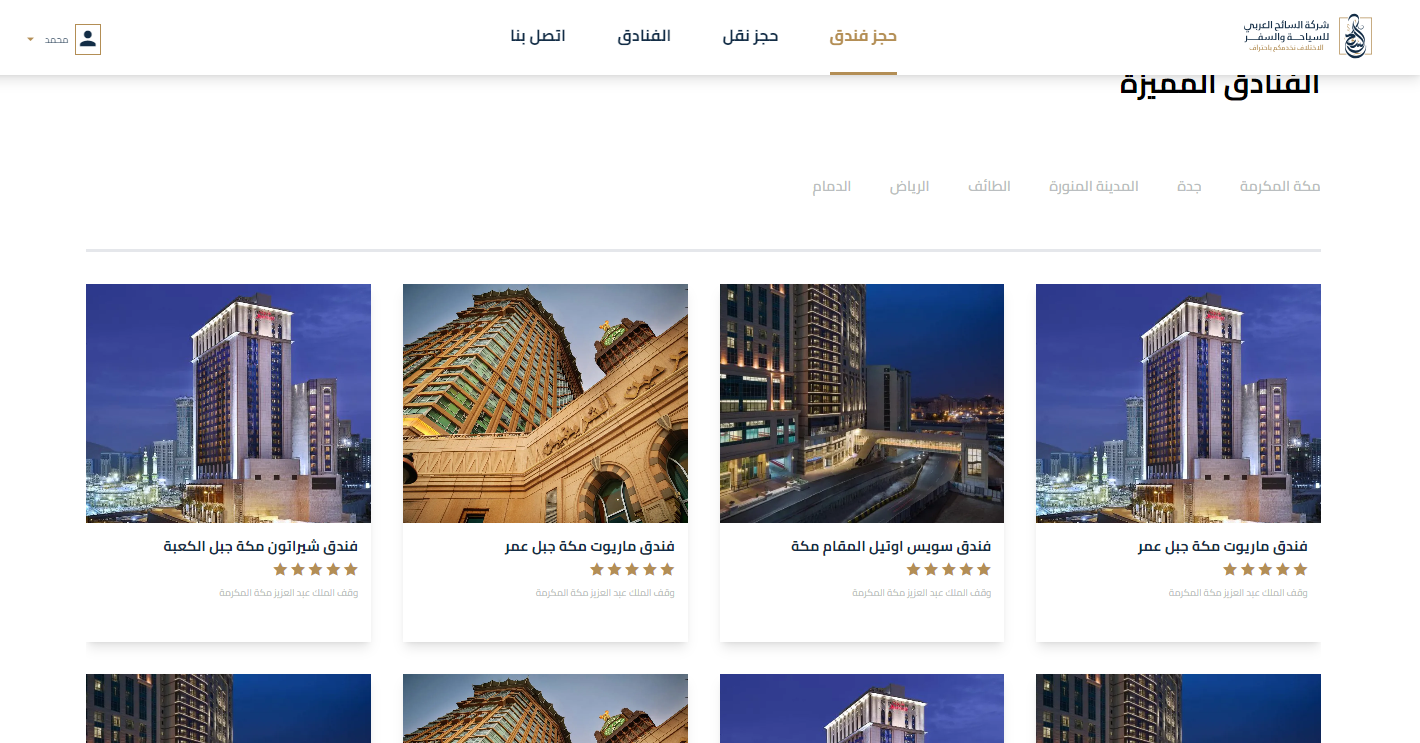 شركة السائح العربي
للسياحـــة والسفــر
الاختلاف نخدمكم باحتراف
حجز فندق
حجز نقل
الفنادق
اتصل بنا
محمد
الفنادق المميزة
مكة المكرمة
جدة
المدينة المنورة
الطائف
الرياض
الدمام
فندق ماريوت مكة جبل عمر
وقف الملك عبد العزيز مكة المكرمة
فندق سويس اوتيل المقام مكة
وقف الملك عبد العزيز مكة المكرمة
فندق ماريوت مكة جبل عمر
وقف الملك عبد العزيز مكة المكرمة
فندق شيراتون مكة جبل الكعبة
وقف الملك عبد العزيز مكة المكرمة